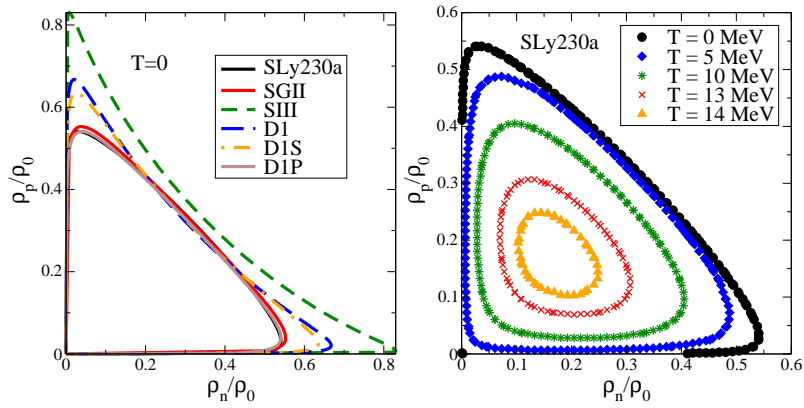 T=0
SLy230a
SGII
SIII
D1
D1S
D1P
0.8
0.6
0.4
0.2
0
0 0.2 0.4 0.6 0.8
ρp/ρ0
ρn/ρ0
SLy230a
T = 0 MeV
T = 5 MeV
T = 10 MeV
T = 13 MeV
T = 14 MeV
0.6
0.5
0.4
0.3
0.2
0.1
0
0 0.1 0.2 0.3 0.4 0.5 0.6
ρp/ρ0
ρn/ρ0